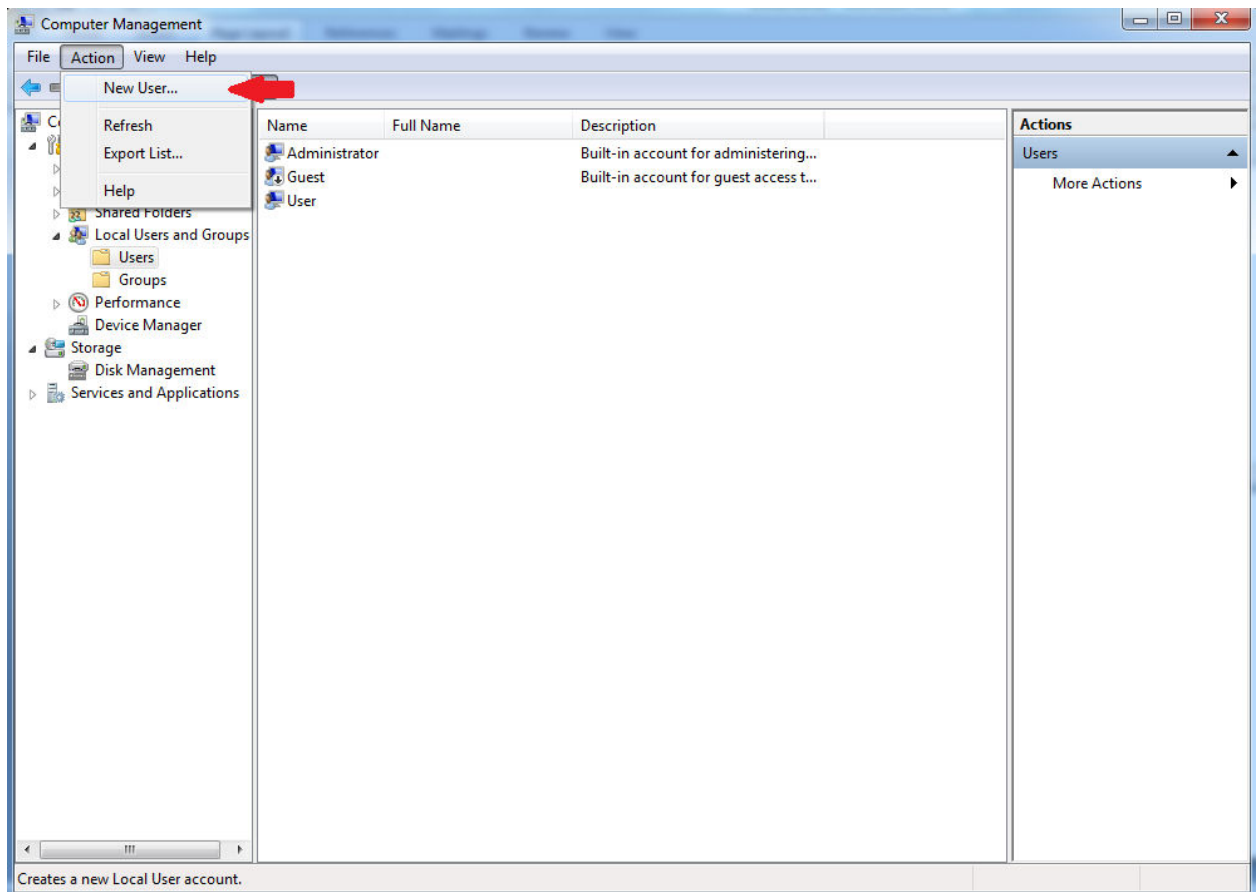 Computer Management
File Action View Help
New User...
Refresh
Export List...
Help
Shared Folders
Local Users and Groups
Users
Groups
Performance
Device Manager
Storage
Disk Management
Services and Applications
Name Full Name Description
Administrator Built-in account for administering...
Guest Built-in account for guest access t...
User
Actions
Users
More Actions
Creates a new Local User account.